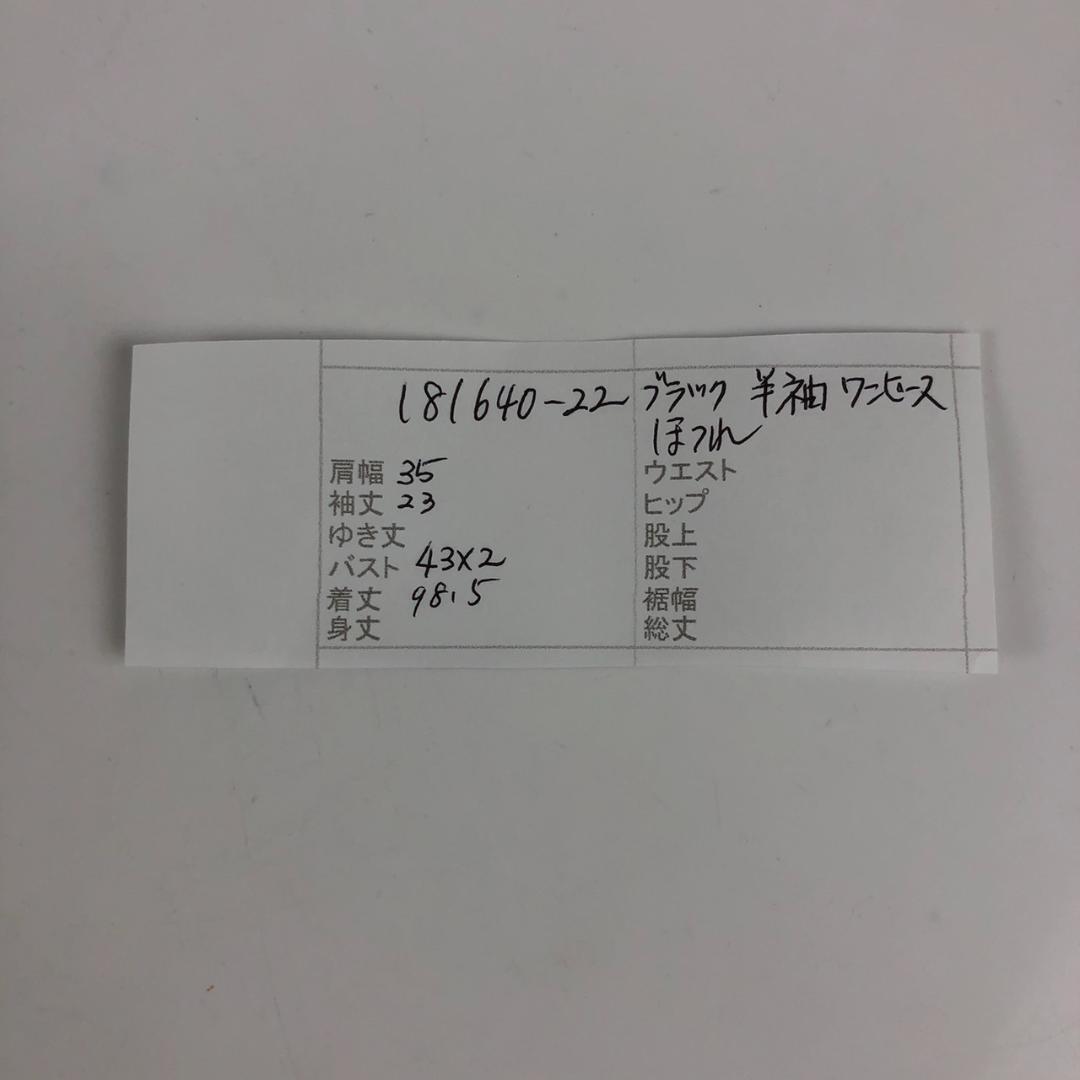 181640-22 ブラック 半袖 ワンピース
ほつれ
肩幅 35 ウエスト
袖丈 23 ヒップ
ゆき丈 股上
バスト 43×2 股下
着丈 98.5 裾幅
身丈 総丈